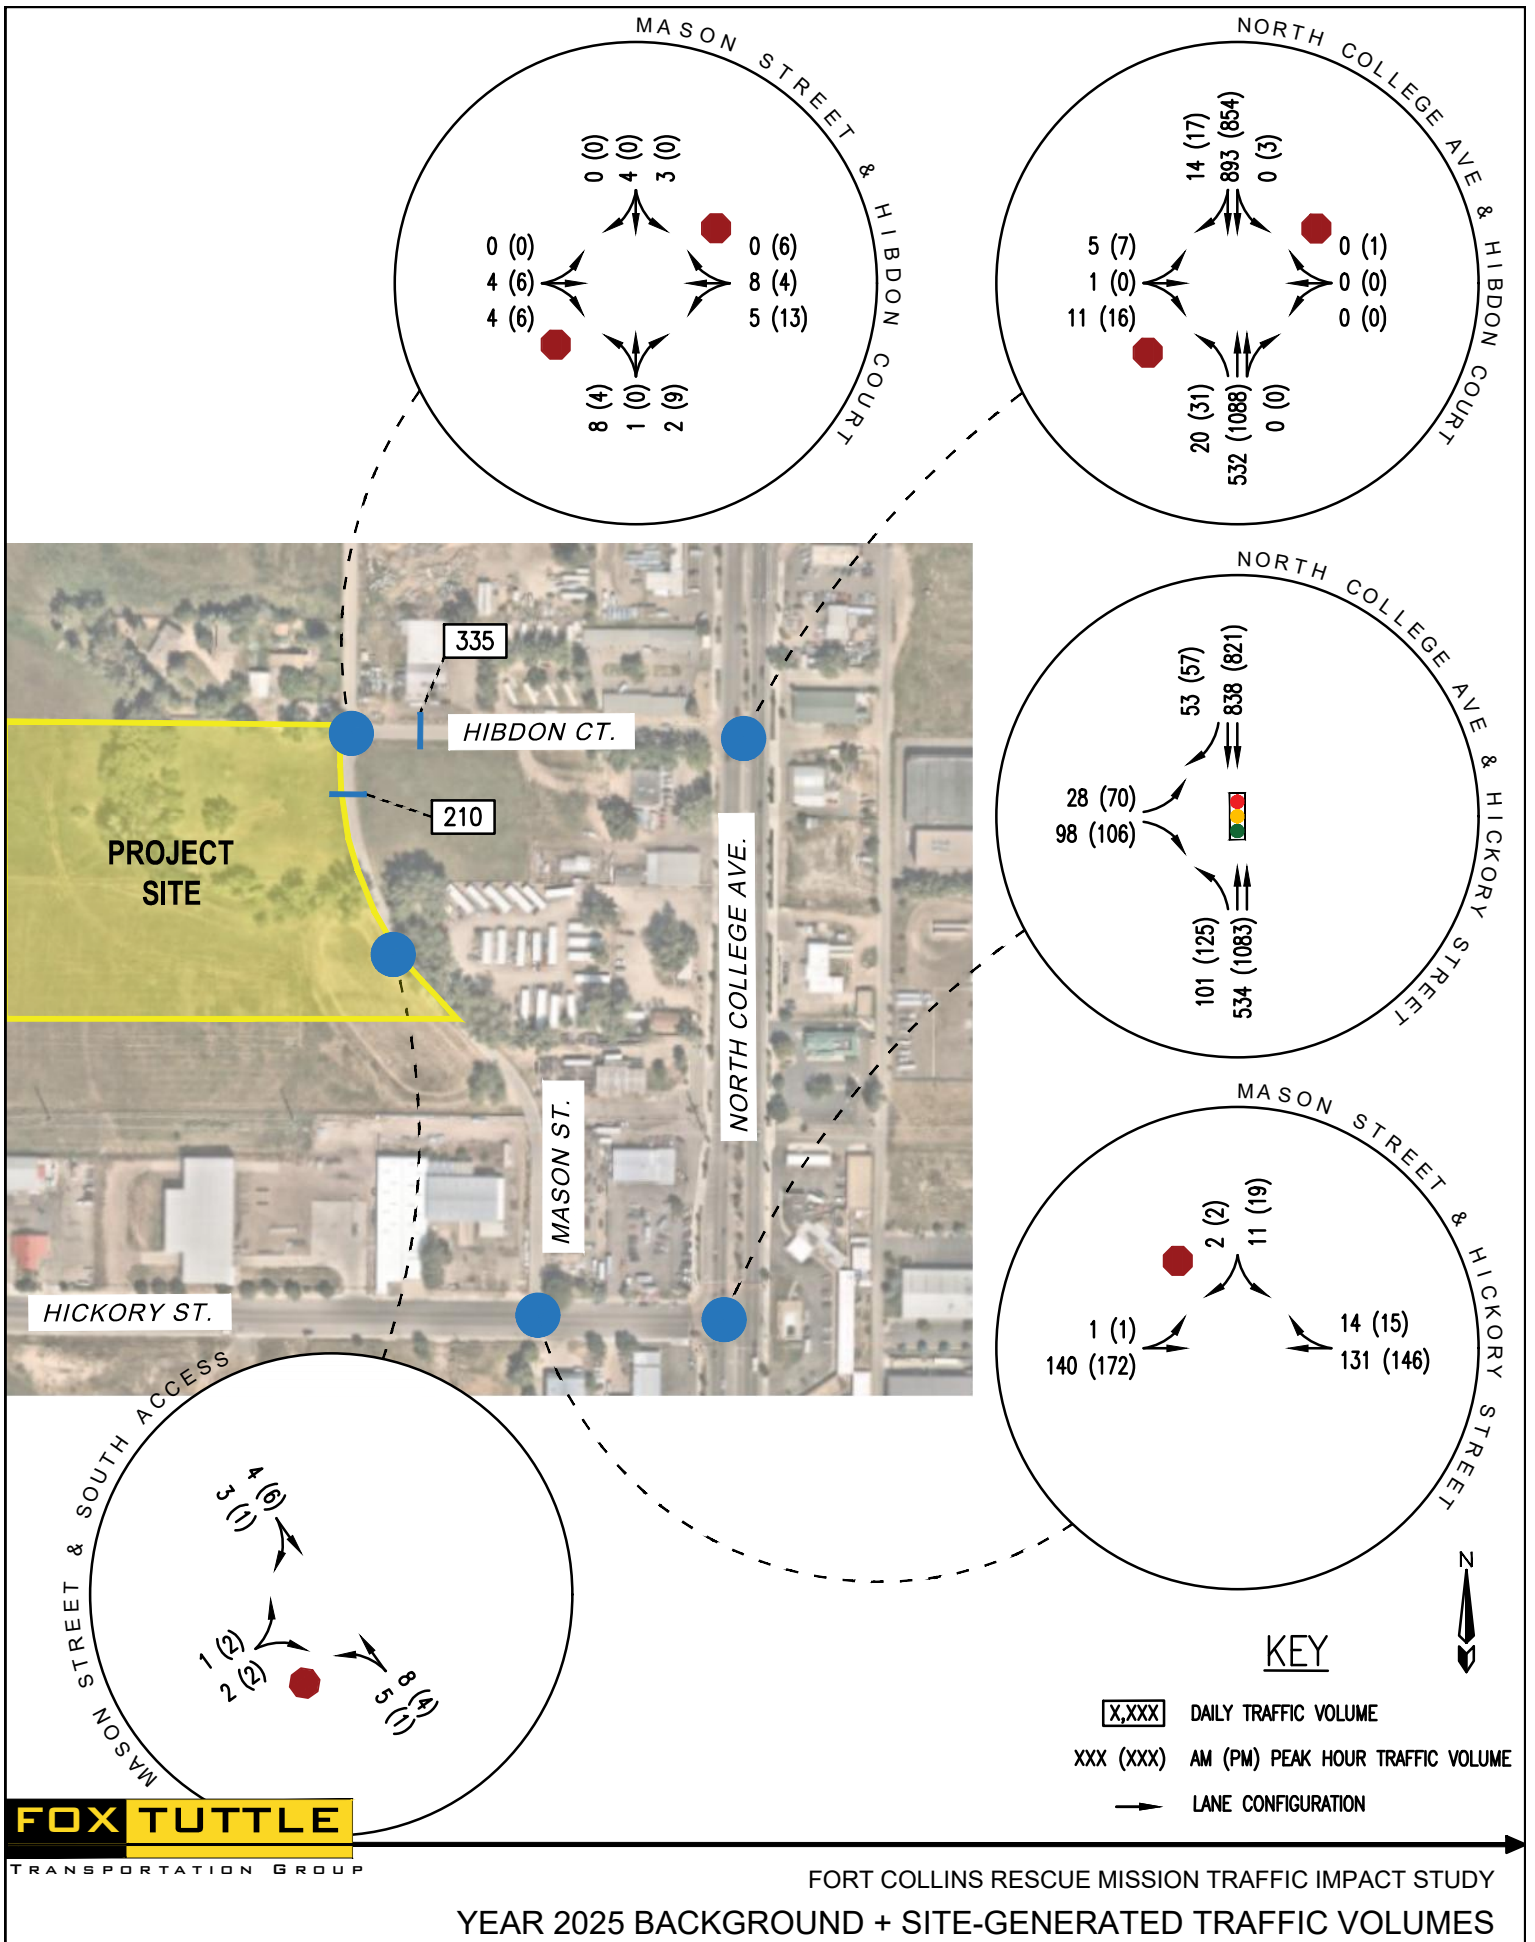 MASON STREET & HIBDON COURT
0 (0)
4 (0)
3 (0)
0 (0)
4 (6)
4 (6)
0 (6)
8 (4)
5 (13)
8 (4)
1 (0)
2 (9)
NORTH COLLEGE AVE & HIBDON COURT
14 (17)
893 (854)
0 (3)
5 (7)
1 (0)
11 (16)
0 (1)
0 (0)
0 (0)
20 (31)
532 (1088)
0 (0)
335
HIBDON CT.
210
PROJECT
SITE
NORTH COLLEGE AVE.
MASON ST.
HICKORY ST.
NORTH COLLEGE AVE & HICKORY STREET
53 (57)
838 (821)
28 (70)
98 (106)
101 (125)
534 (1083)
MASON STREET & HICKORY STREET
2 (2)
11 (19)
1 (1)
140 (172)
14 (15)
131 (146)
MASON STREET & SOUTH ACCESS
4 (6)
3 (1)
1 (2)
2 (2)
8 (4)
5 (1)
N
KEY
X,XXX DAILY TRAFFIC VOLUME
XXX (XXX) AM (PM) PEAK HOUR TRAFFIC VOLUME
LANE CONFIGURATION
FOX TUTTLE
TRANSPORTATION GROUP
FORT COLLINS RESCUE MISSION TRAFFIC IMPACT STUDY
YEAR 2025 BACKGROUND + SITE-GENERATED TRAFFIC VOLUMES